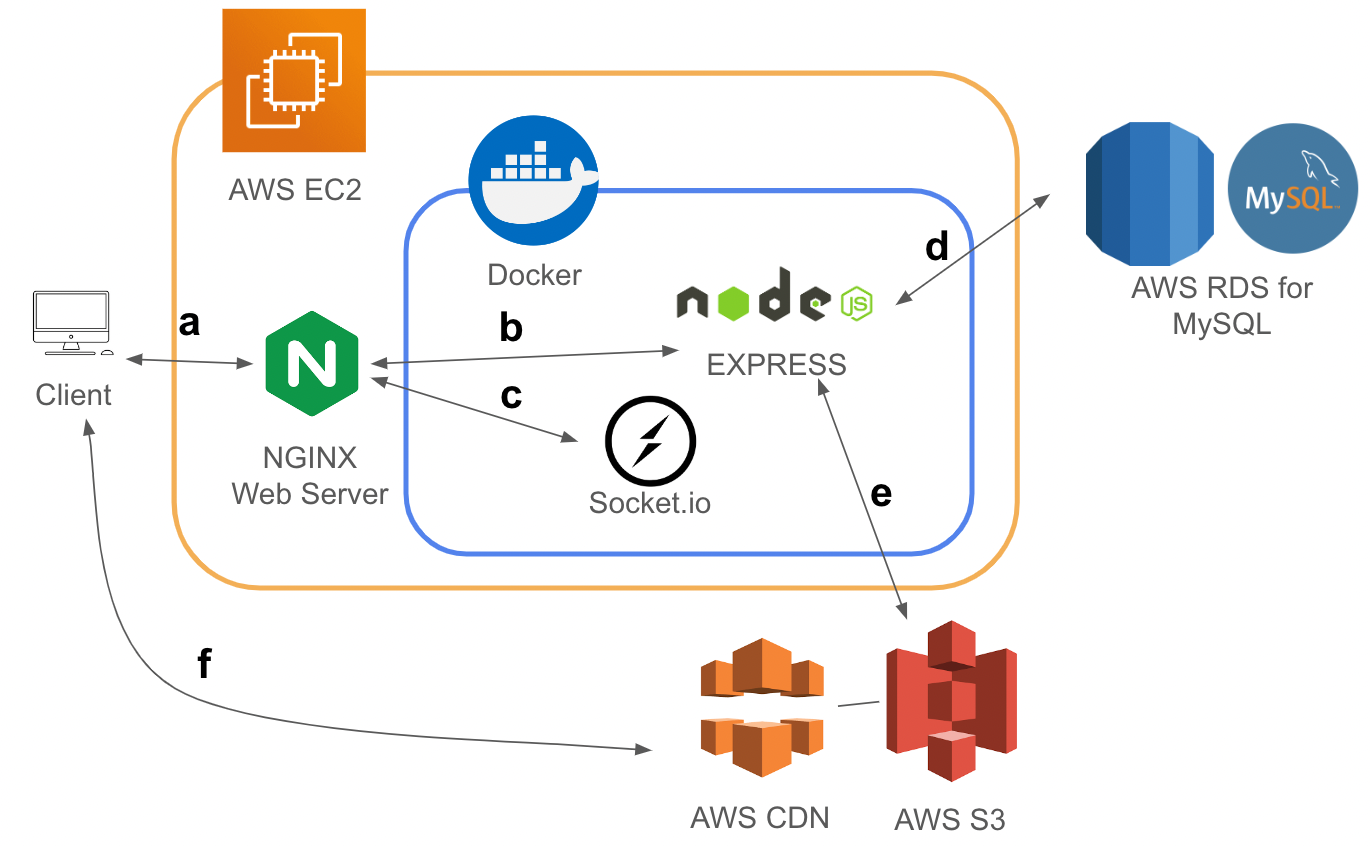 AWS EC2
Docker
node
JS
MySQL
AWS RDS for
MySQL
a
b
c
d
e
f
Client
N
NGINX
Web Server
EXPRESS
Socket.io
AWS CDN
AWS S3